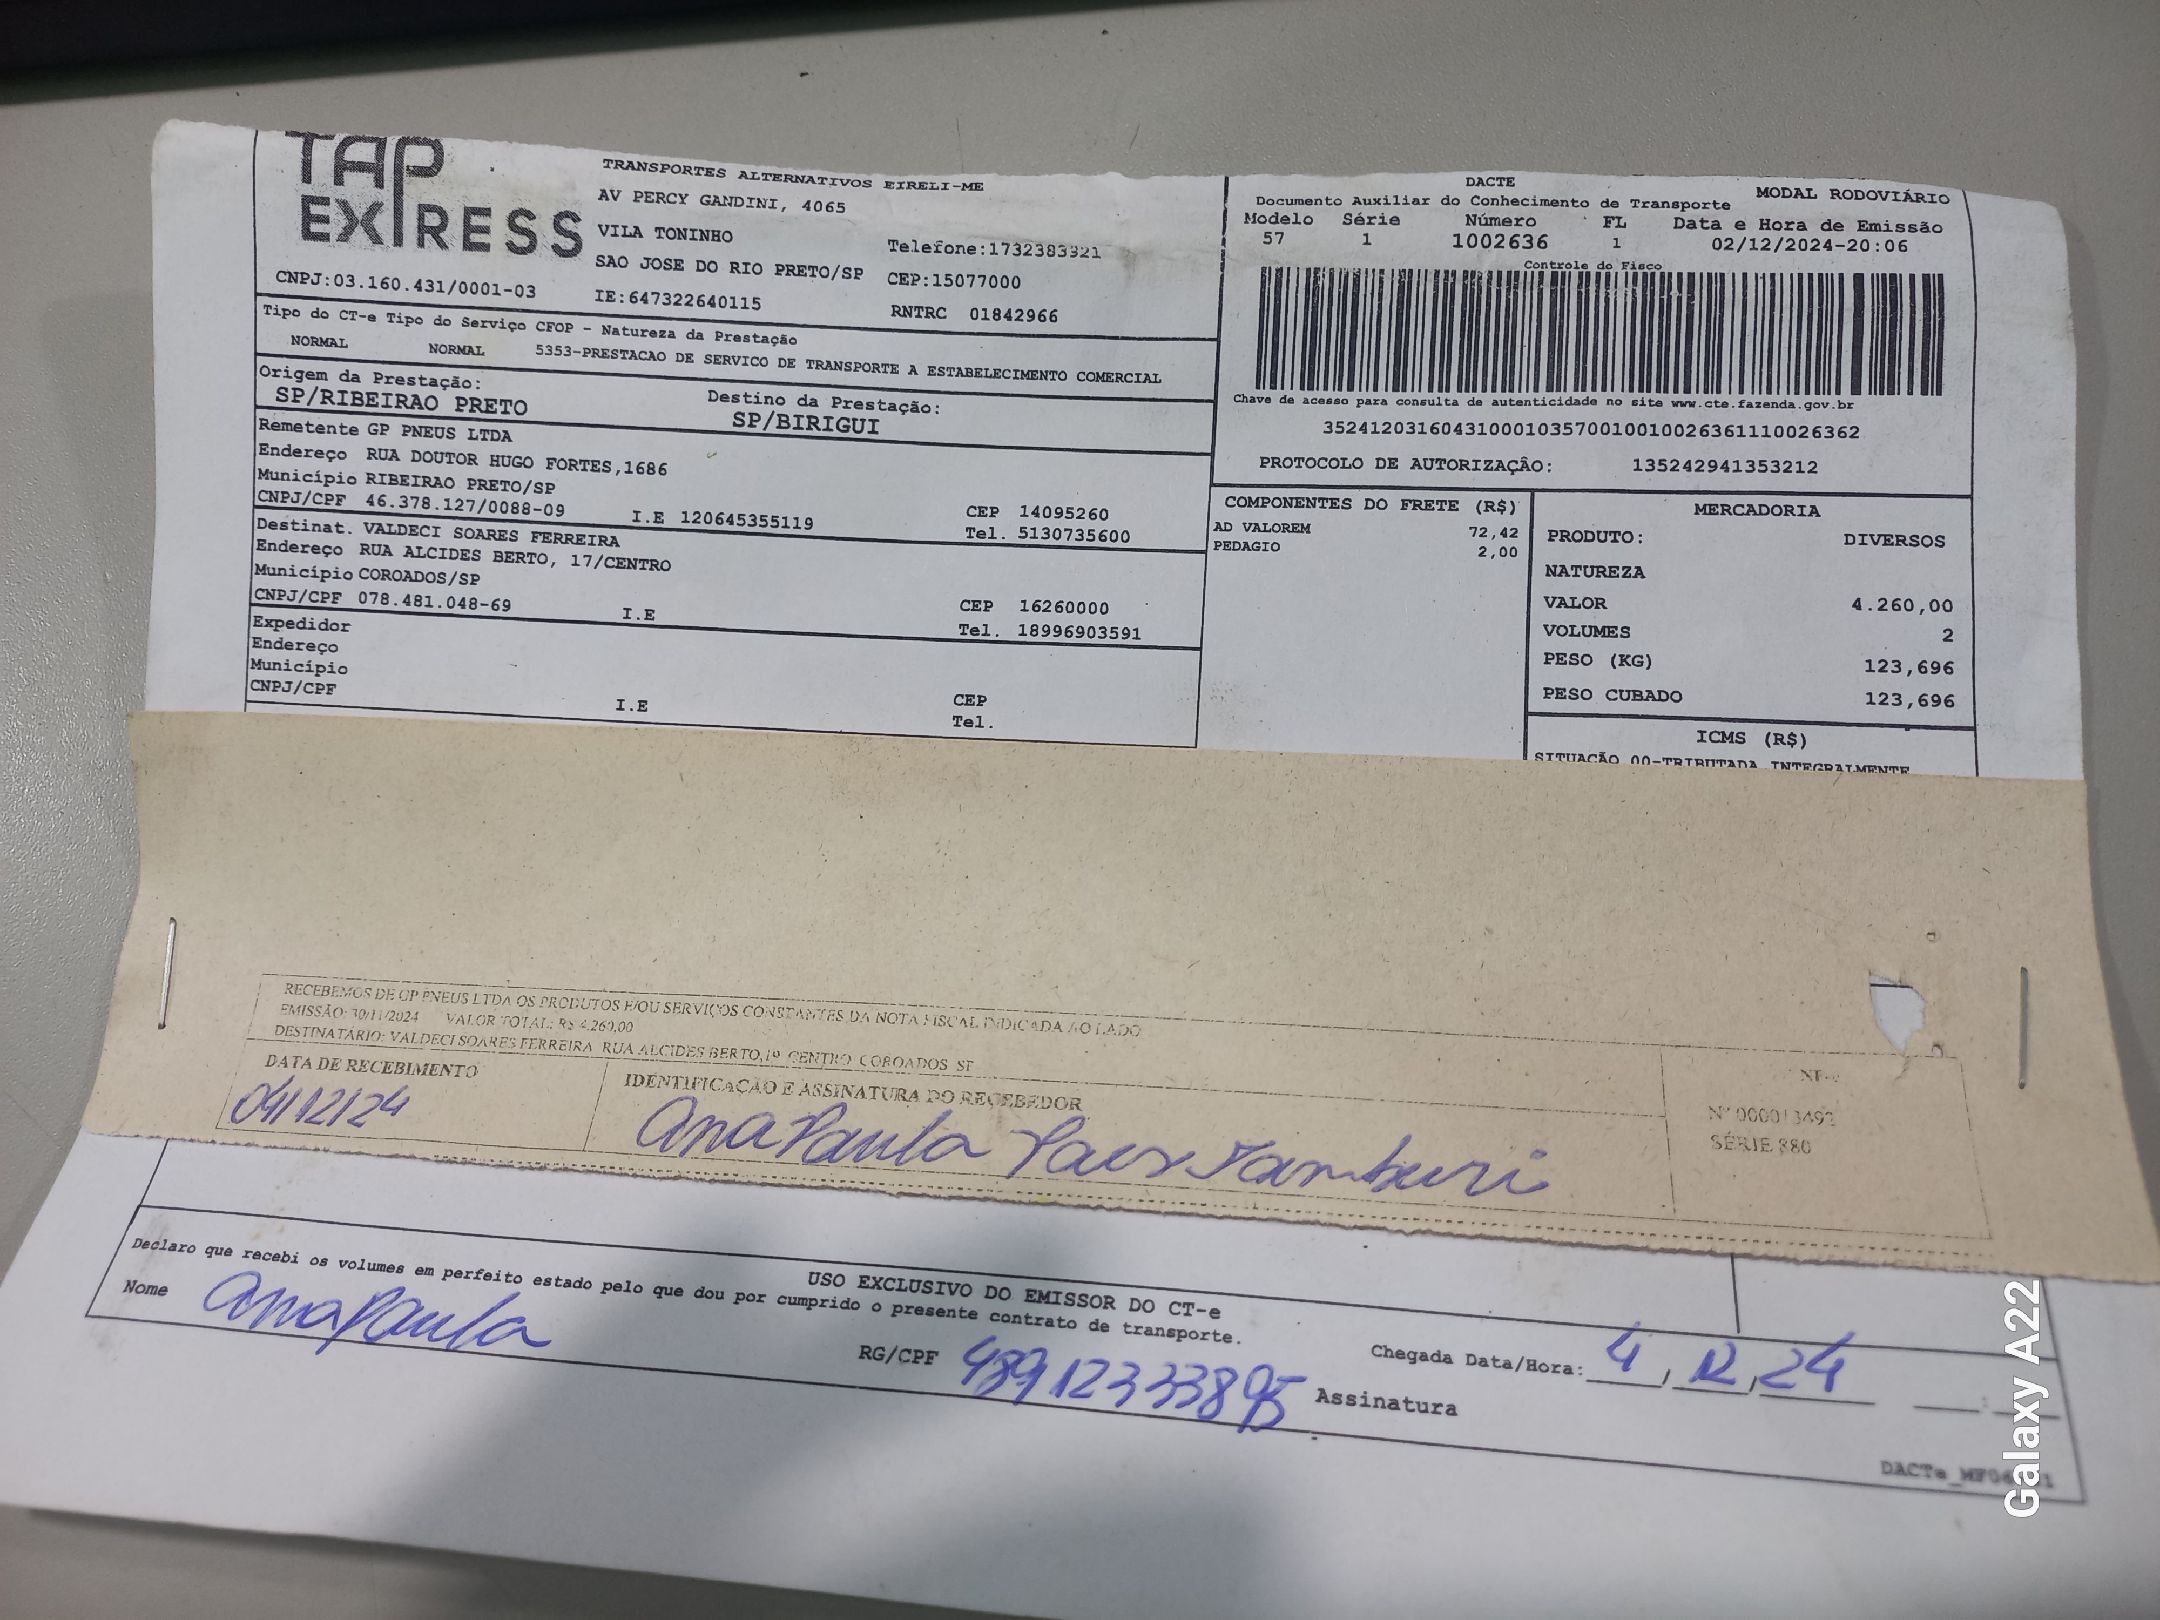 TAP
EXPRESS
TRANSPORTES ALTERNATIVOS EIRELI-ME
AV PERCY GANDINI, 4065
VILA TONINHO Telefone:1732383921
SAO JOSE DO RIO PRETO/SP CEP:15077000
CNPJ:03.160.431/0001-03 IE:647322640115 RNTRC 01842966
Tipo do CT-e Tipo do Serviço CFOP - Natureza da Prestação
NORMAL NORMAL 5353-PRESTACAO DE SERVICO DE TRANSPORTE A ESTABELECIMENTO COMERCIAL
Origem da Prestação: Destino da Prestação:
SP/RIBEIRAO PRETO SP/BIRIGUI
Remetente GP PNEUS LTDA
Endereço RUA DOUTOR HUGO FORTES,1686
Município RIBEIRAO PRETO/SP CEP 14095260
CNPJ/CPF 46.378.127/0088-09 I.E 120645355119 Tel. 5130735600
Destinat. VALDECI SOARES FERREIRA
Endereço RUA ALCIDES BERTO, 17/CENTRO
Município COROADOS/SP CEP 16260000
CNPJ/CPF 078.481.048-69 I.E Tel. 18996903591
Expedidor
Endereço
Município CEP
CNPJ/CPF I.E Tel.
DACTE MODAL RODOVIÁRIO
Documento Auxiliar do Conhecimento de Transporte
Modelo Série Número FL Data e Hora de Emissão
57 1 1002636 1 02/12/2024-20:06
Controle do Fisco
Chave de acesso para consulta de autenticidade no site www.cte.fazenda.gov.br
35241203160431000103570010010026361110026362
PROTOCOLO DE AUTORIZAÇÃO: 135242941353212
COMPONENTES DO FRETE (R$)
AD VALOREM 72,42
PEDAGIO 2,00
MERCADORIA
PRODUTO: DIVERSOS
NATUREZA
VALOR 4.260,00
VOLUMES 2
PESO (KG) 123,696
PESO CUBADO 123,696
ICMS (R$)
SITUAÇÃO 00-TRIBUTADA INTEGRALMENTE
RECEBEMOS DE GP PNEUS LTDA OS PRODUTOS E/OU SERVIÇOS CONSTANTES DA NOTA FISCAL INDICADA AO LADO
EMISSÃO: 30/11/2024 VALOR TOTAL: R$ 4.260,00
DESTINATÁRIO: VALDECI SOARES FERREIRA RUA ALCIDES BERTO, CENTRO COROADOS SP
DATA DE RECEBIMENTO IDENTIFICAÇÃO E ASSINATURA DO RECEBEDOR
04/12/24 Ana Paula Paes Tamburi
Nº 000013492
SÉRIE 880
USO EXCLUSIVO DO EMISSOR DO CT-e
Declaro que recebi os volumes em perfeito estado pelo que dou por cumprido o presente contrato de transporte.
Nome Ana Paula RG/CPF 48912333895 Chegada Data/Hora: 4 / 12 / 24
Assinatura
Galaxy A22